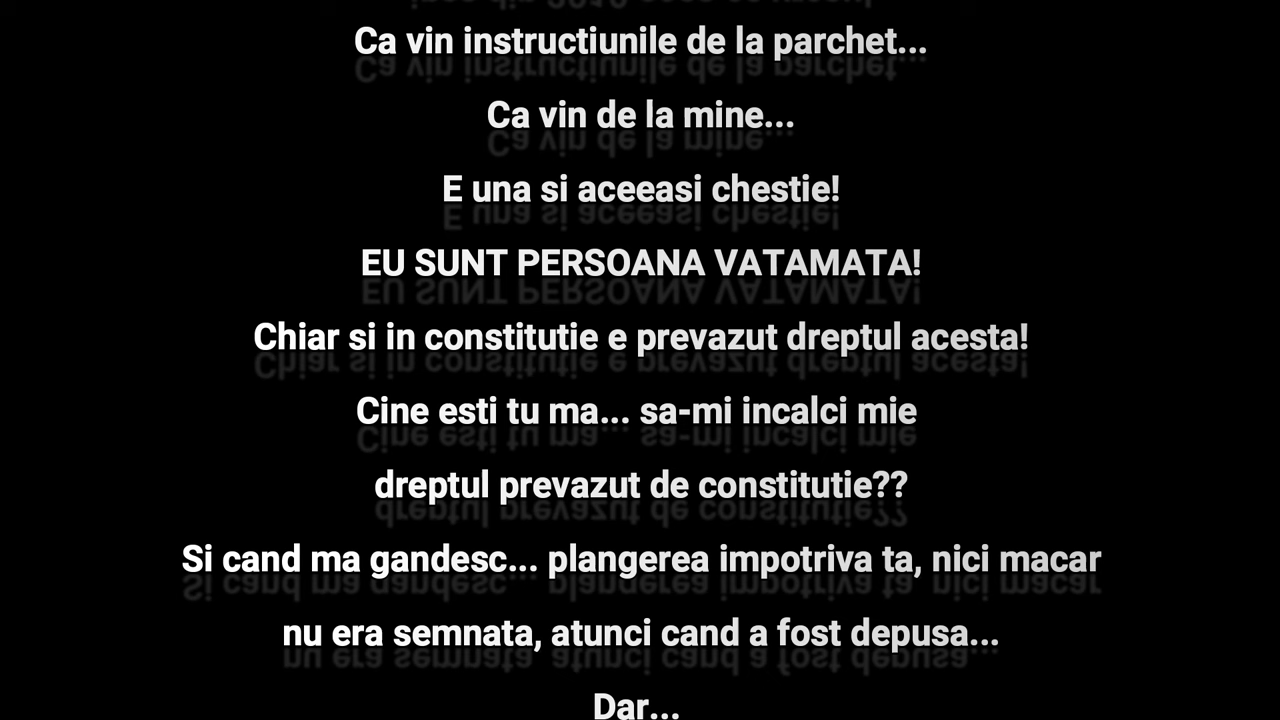 Ca vin instructiunile de la parchet...
Ca vin de la mine...
E una si aceeasi chestie!
EU SUNT PERSOANA VATAMATA!
Chiar si in constitutie e prevazut dreptul acesta!
Cine esti tu ma... sa-mi incalci mie
dreptul prevazut de constitutie??
Si cand ma gandesc... plangerea impotriva ta, nici macar
nu era semnata, atunci cand a fost depusa...
Dar...